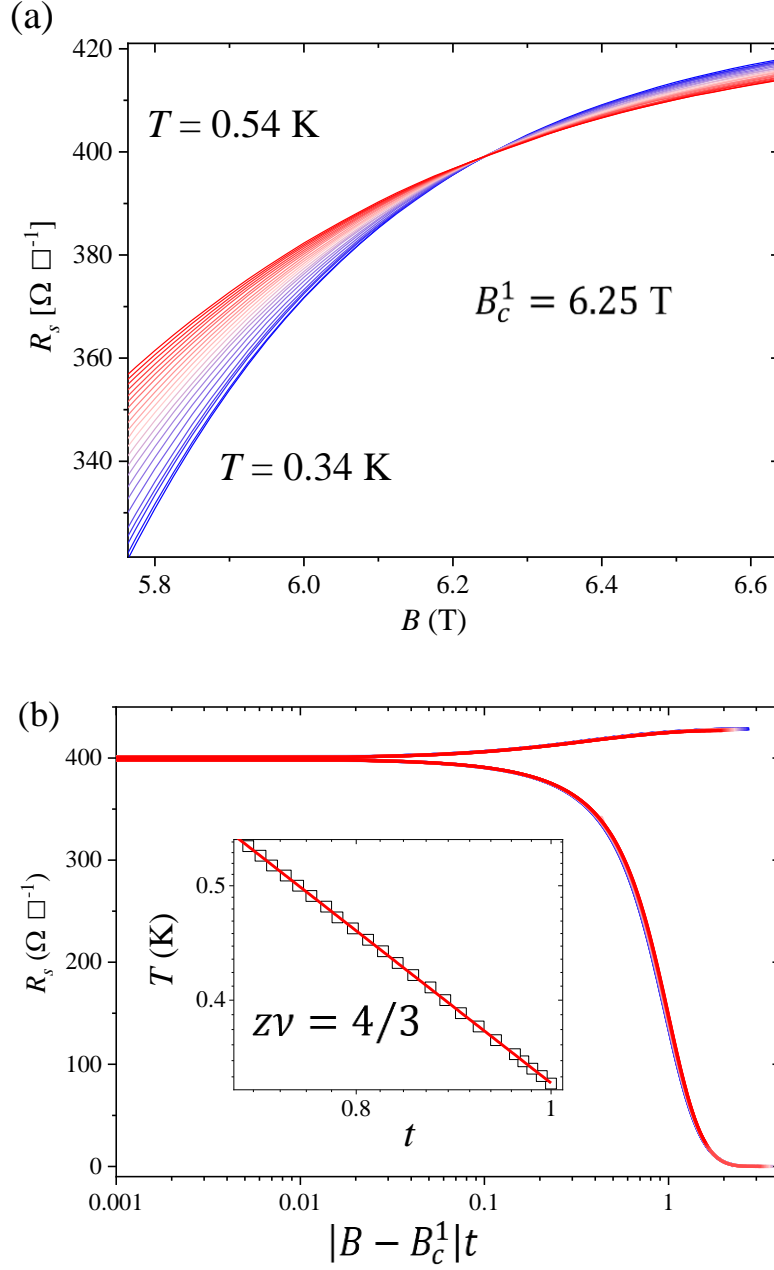 (a)
420
400
380
360
340
R_s [Ω □⁻¹]
T = 0.54 K
B_c^1 = 6.25 T
T = 0.34 K
5.8 6.0 6.2 6.4 6.6
B (T)
(b)
400
300
200
100
0
R_s (Ω □⁻¹)
0.5
0.4
T (K)
zν = 4/3
0.8 1
t
0.001 0.01 0.1 1
|B − B_c^1|t